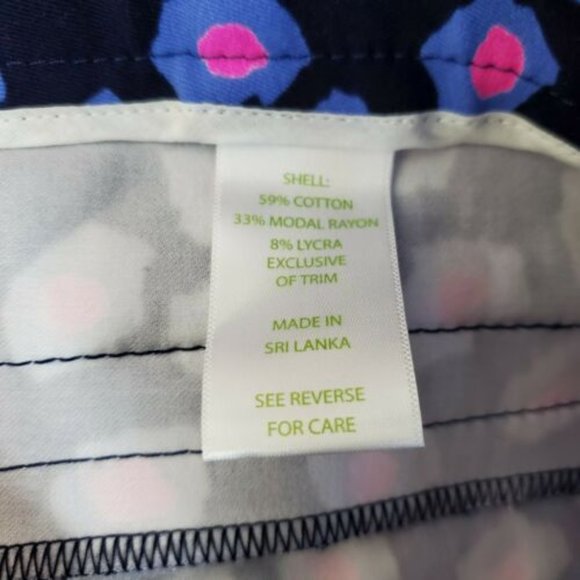 SHELL:
59% COTTON
33% MODAL RAYON
8% LYCRA
EXCLUSIVE
OF TRIM
MADE IN
SRI LANKA
SEE REVERSE
FOR CARE